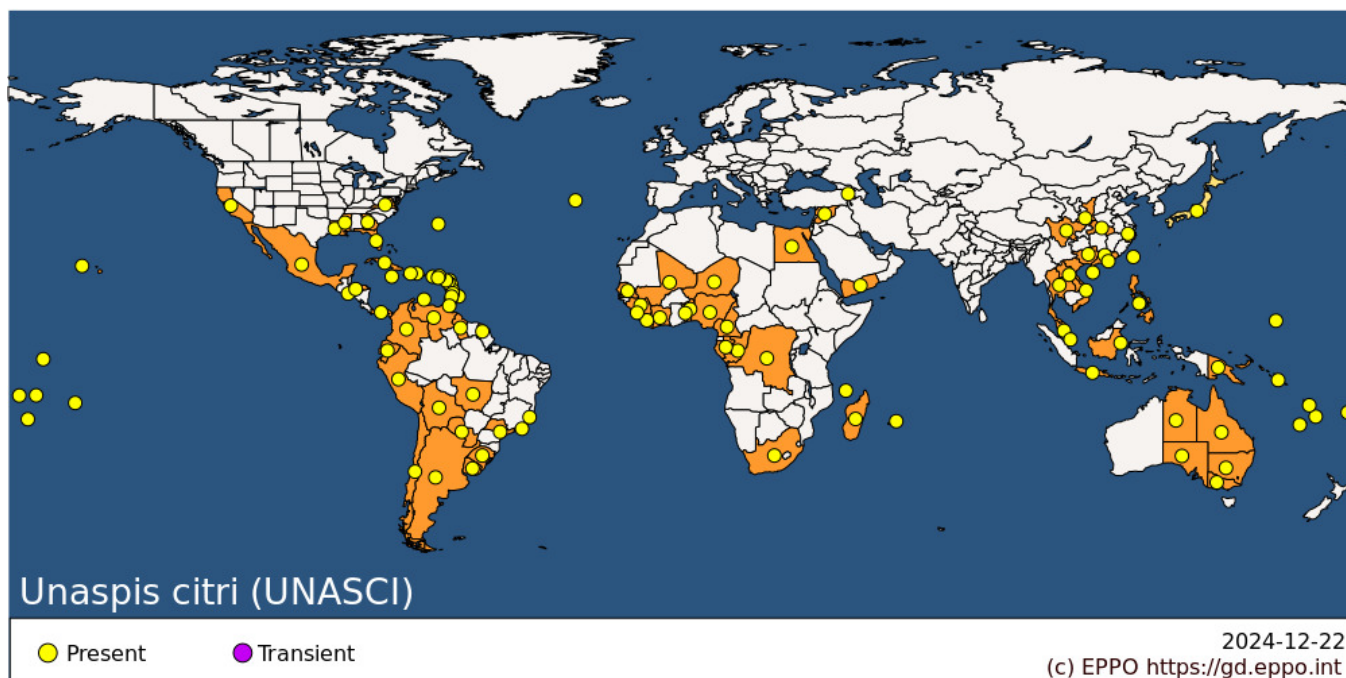 Unaspis citri (UNASCI)
Present
Transient
2024-12-22
(c) EPPO https://gd.eppo.int